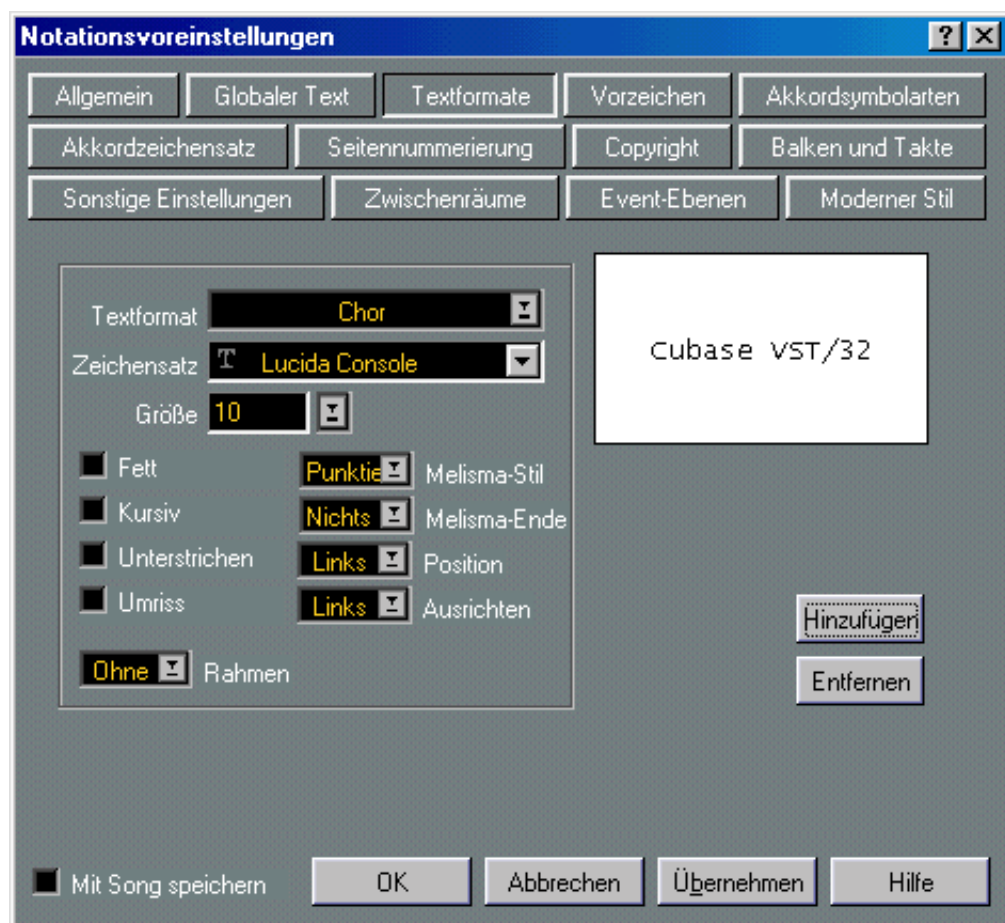 Notationsvoreinstellungen
Allgemein Globaler Text Textformate Vorzeichen Akkordsymbolarten
Akkordzeichensatz Seitennummerierung Copyright Balken und Takte
Sonstige Einstellungen Zwischenräume Event-Ebenen Moderner Stil
Textformat Chor
Zeichensatz Lucida Console
Cubase VST/32
Größe 10
Fett Punktie Melisma-Stil
Kursiv Nichts Melisma-Ende
Unterstrichen Links Position
Umriss Links Ausrichten
Hinzufügen
Ohne Rahmen
Entfernen
Mit Song speichern OK Abbrechen Übernehmen Hilfe